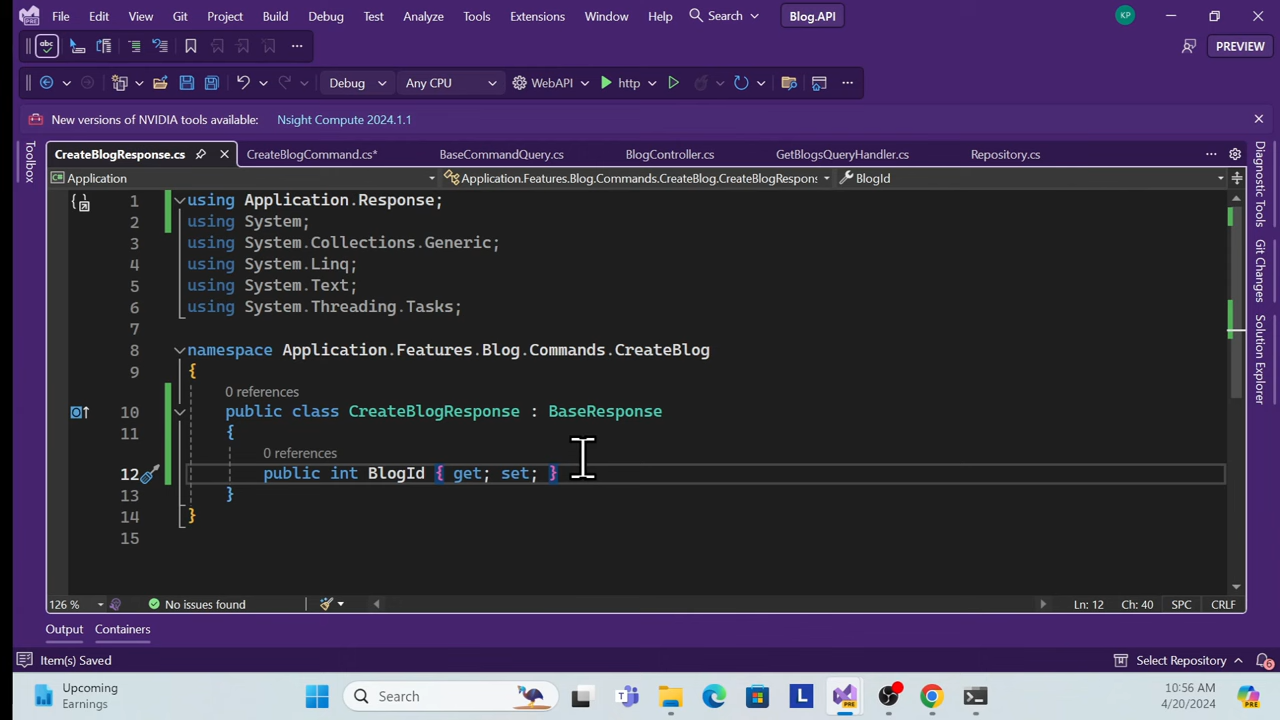 File Edit View Git Project Build Debug Test Analyze Tools Extensions Window Help Search Blog.API KP
abc PREVIEW
Debug Any CPU WebAPI http
New versions of NVIDIA tools available: Nsight Compute 2024.1.1
CreateBlogResponse.cs CreateBlogCommand.cs* BaseCommandQuery.cs BlogController.cs GetBlogsQueryHandler.cs Repository.cs
Application Application.Features.Blog.Commands.CreateBlog.CreateBlogRespons BlogId
Toolbox
Diagnostic Tools
Git Changes
Solution Explorer
1 using Application.Response;
2 using System;
3 using System.Collections.Generic;
4 using System.Linq;
5 using System.Text;
6 using System.Threading.Tasks;
7
8 namespace Application.Features.Blog.Commands.CreateBlog
9 {
0 references
10 public class CreateBlogResponse : BaseResponse
11 {
0 references
12 public int BlogId { get; set; }
13 }
14 }
15
126 % No issues found Ln: 12 Ch: 40 SPC CRLF
Output Containers
Item(s) Saved Select Repository 6
Upcoming
Earnings
Search
L
PRE
10:56 AM
4/20/2024
PRE